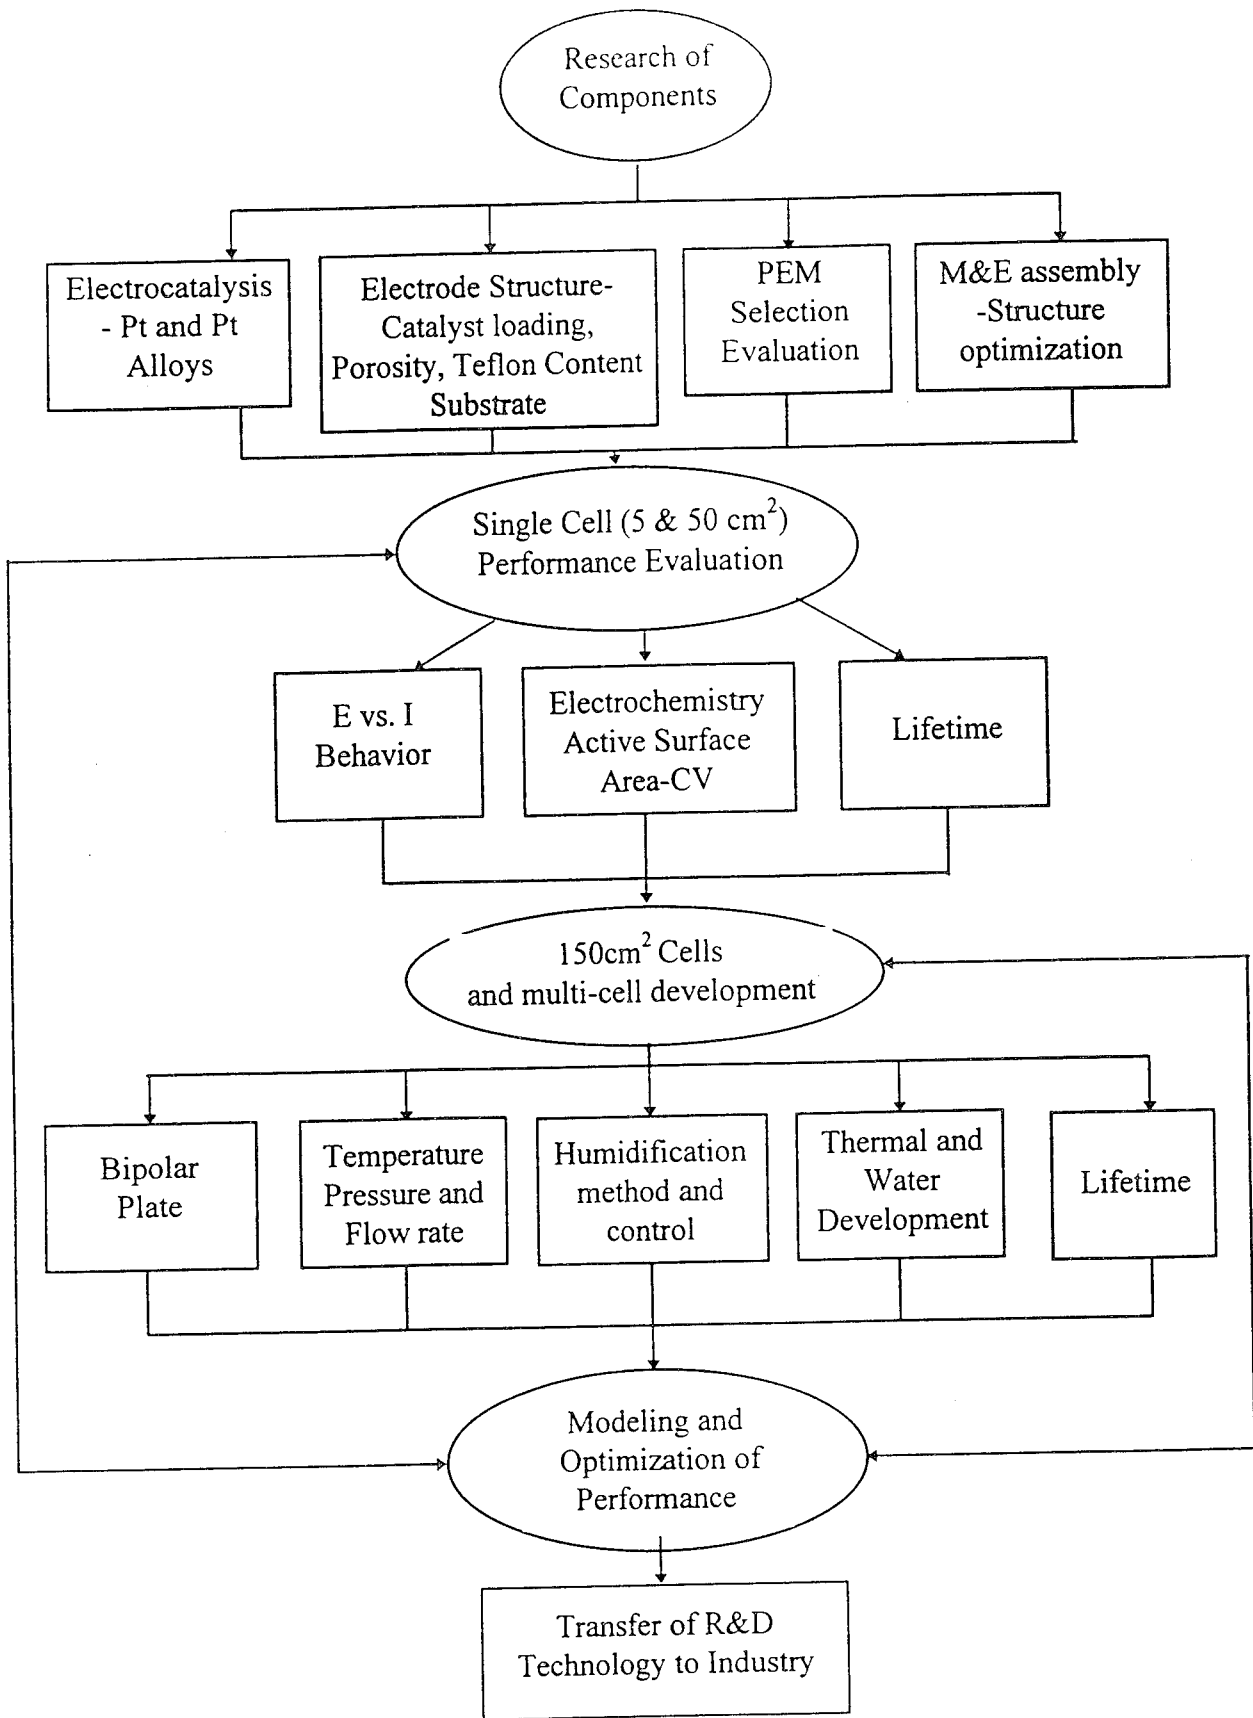 Research of
Components
Electrocatalysis
- Pt and Pt
Alloys
Electrode Structure-
Catalyst loading,
Porosity, Teflon Content
Substrate
PEM
Selection
Evaluation
M&E assembly
-Structure
optimization
Single Cell (5 & 50 cm²)
Performance Evaluation
E vs. I
Behavior
Electrochemistry
Active Surface
Area-CV
Lifetime
150cm² Cells
and multi-cell development
Bipolar
Plate
Temperature
Pressure and
Flow rate
Humidification
method and
control
Thermal and
Water
Development
Lifetime
Modeling and
Optimization of
Performance
Transfer of R&D
Technology to Industry